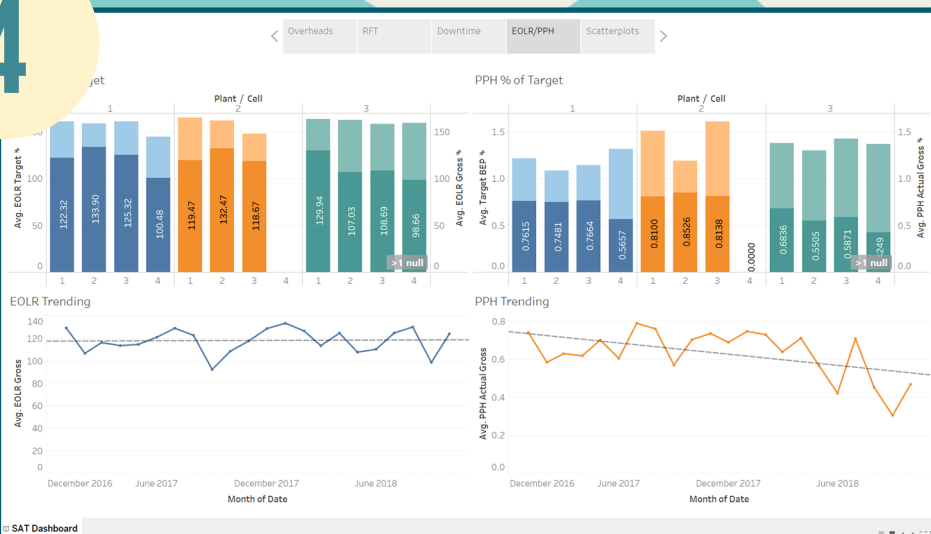 4
Overheads RFT Downtime EOLR/PPH Scatterplots
PPH % of Target
Plant / Cell
1 2 3
Avg. EOLR Target %
100
50
0
122.32 133.90 125.32 100.48 119.47 132.47 118.67 129.94 107.03 108.69 98.66
>1 null
150
100
50
0
Avg. EOLR Gross %
1 2 3 4 1 2 3 4 1 2 3 4
Plant / Cell
1 2 3
Avg. Target BEP %
1.5
1.0
0.5
0.0
0.7615 0.7481 0.7664 0.5657 0.8100 0.8526 0.8138 0.0000 0.6836 0.5505 0.5871
>1 null
1.5
1.0
0.5
0.0
Avg. PPH Actual Gross %
1 2 3 4 1 2 3 4 1 2 3 4
EOLR Trending
Avg. EOLR Gross
140
120
100
80
60
40
20
0
December 2016 June 2017 December 2017 June 2018
Month of Date
PPH Trending
Avg. PPH Actual Gross
0.8
0.6
0.4
0.2
0.0
December 2016 June 2017 December 2017 June 2018
Month of Date
SAT Dashboard